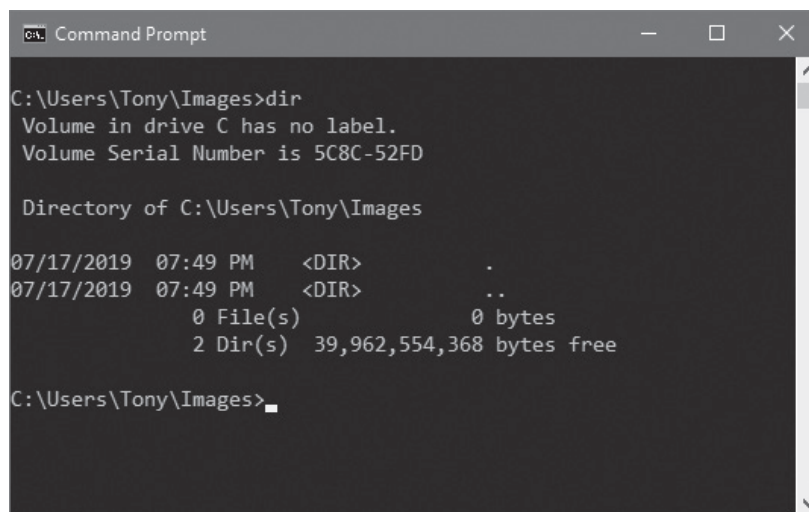 Command Prompt
C:\Users\Tony\Images>dir
 Volume in drive C has no label.
 Volume Serial Number is 5C8C-52FD
 Directory of C:\Users\Tony\Images
07/17/2019  07:49 PM    <DIR>          .
07/17/2019  07:49 PM    <DIR>          ..
               0 File(s)              0 bytes
               2 Dir(s)  39,962,554,368 bytes free
C:\Users\Tony\Images>